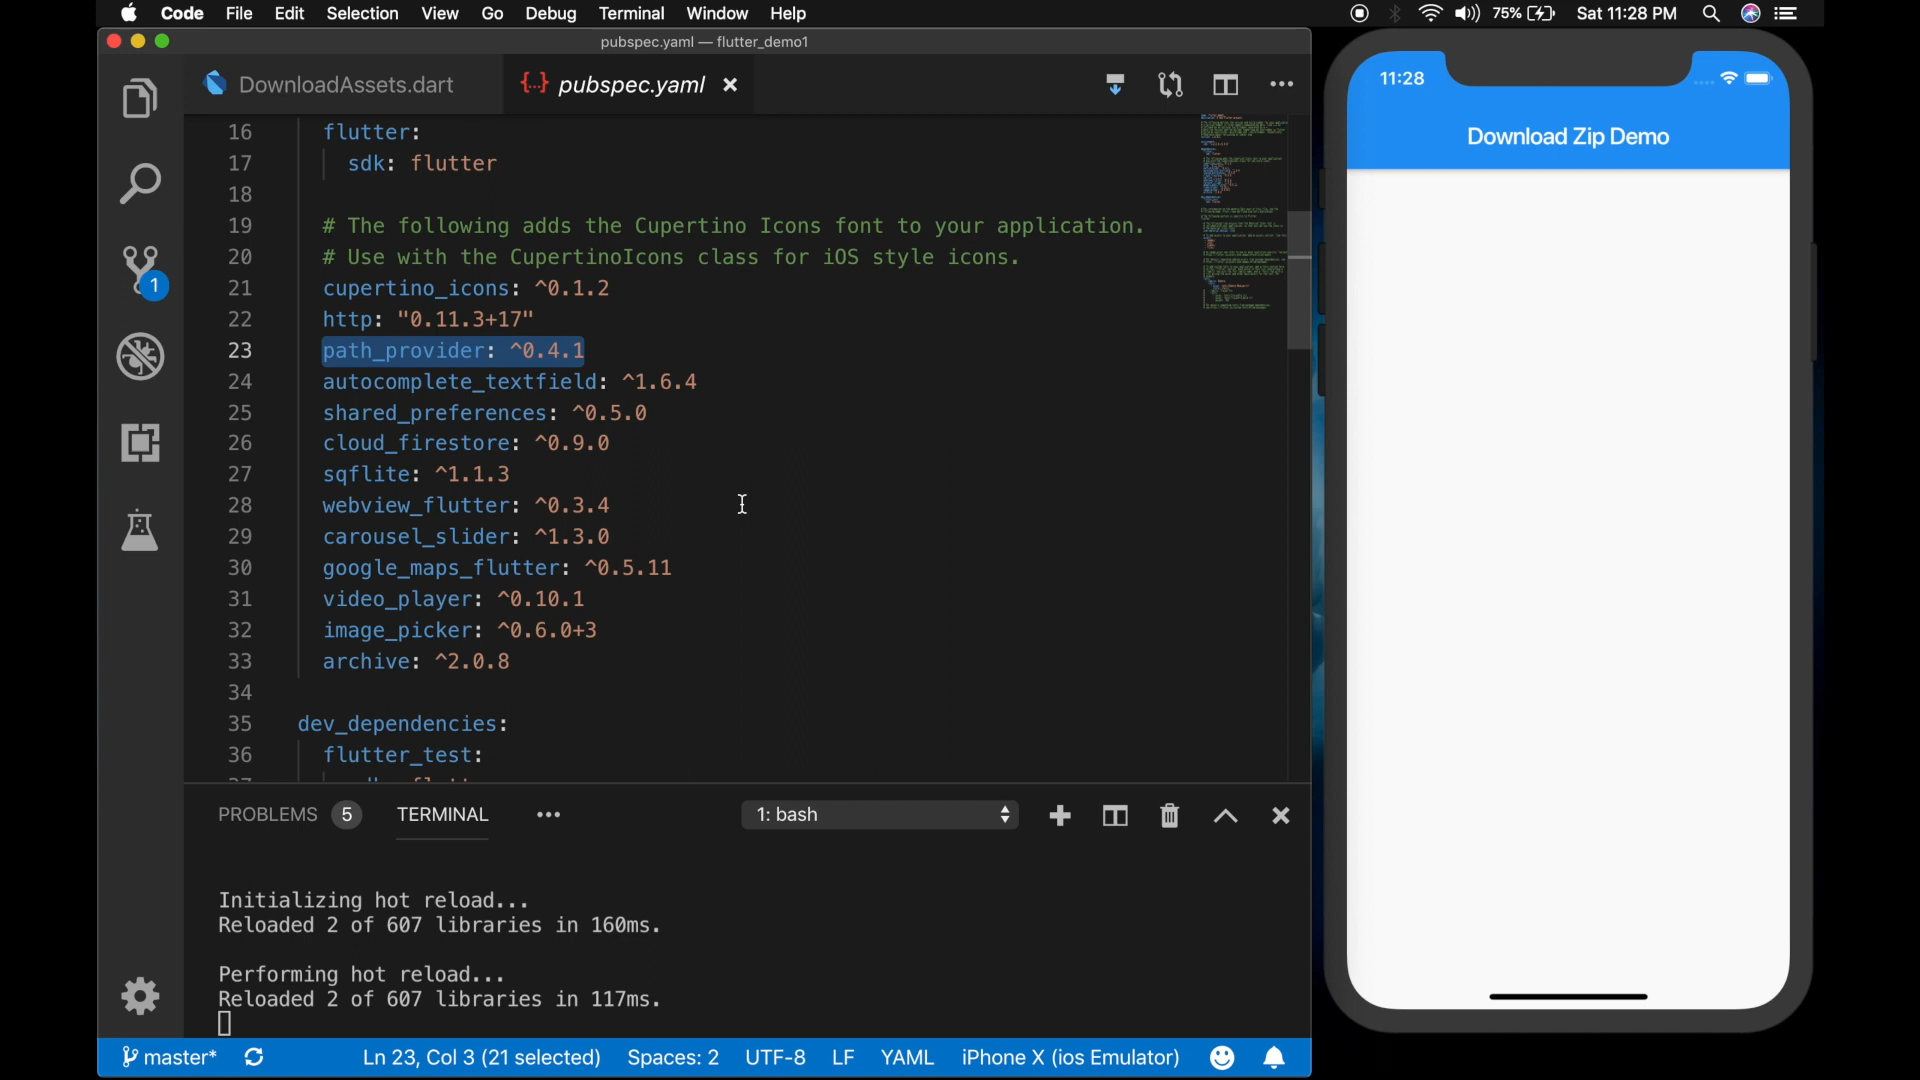 Code File Edit Selection View Go Debug Terminal Window Help 75% Sat 11:28 PM
pubspec.yaml — flutter_demo1
DownloadAssets.dart {...} pubspec.yaml
16 flutter:
17 sdk: flutter
18
19 # The following adds the Cupertino Icons font to your application.
20 # Use with the CupertinoIcons class for iOS style icons.
21 cupertino_icons: ^0.1.2
22 http: "0.11.3+17"
23 path_provider: ^0.4.1
24 autocomplete_textfield: ^1.6.4
25 shared_preferences: ^0.5.0
26 cloud_firestore: ^0.9.0
27 sqflite: ^1.1.3
28 webview_flutter: ^0.3.4
29 carousel_slider: ^1.3.0
30 google_maps_flutter: ^0.5.11
31 video_player: ^0.10.1
32 image_picker: ^0.6.0+3
33 archive: ^2.0.8
34
35 dev_dependencies:
36 flutter_test:
1
PROBLEMS 5 TERMINAL ••• 1: bash
Initializing hot reload...
Reloaded 2 of 607 libraries in 160ms.
Performing hot reload...
Reloaded 2 of 607 libraries in 117ms.
master* Ln 23, Col 3 (21 selected) Spaces: 2 UTF-8 LF YAML iPhone X (ios Emulator)
11:28
Download Zip Demo